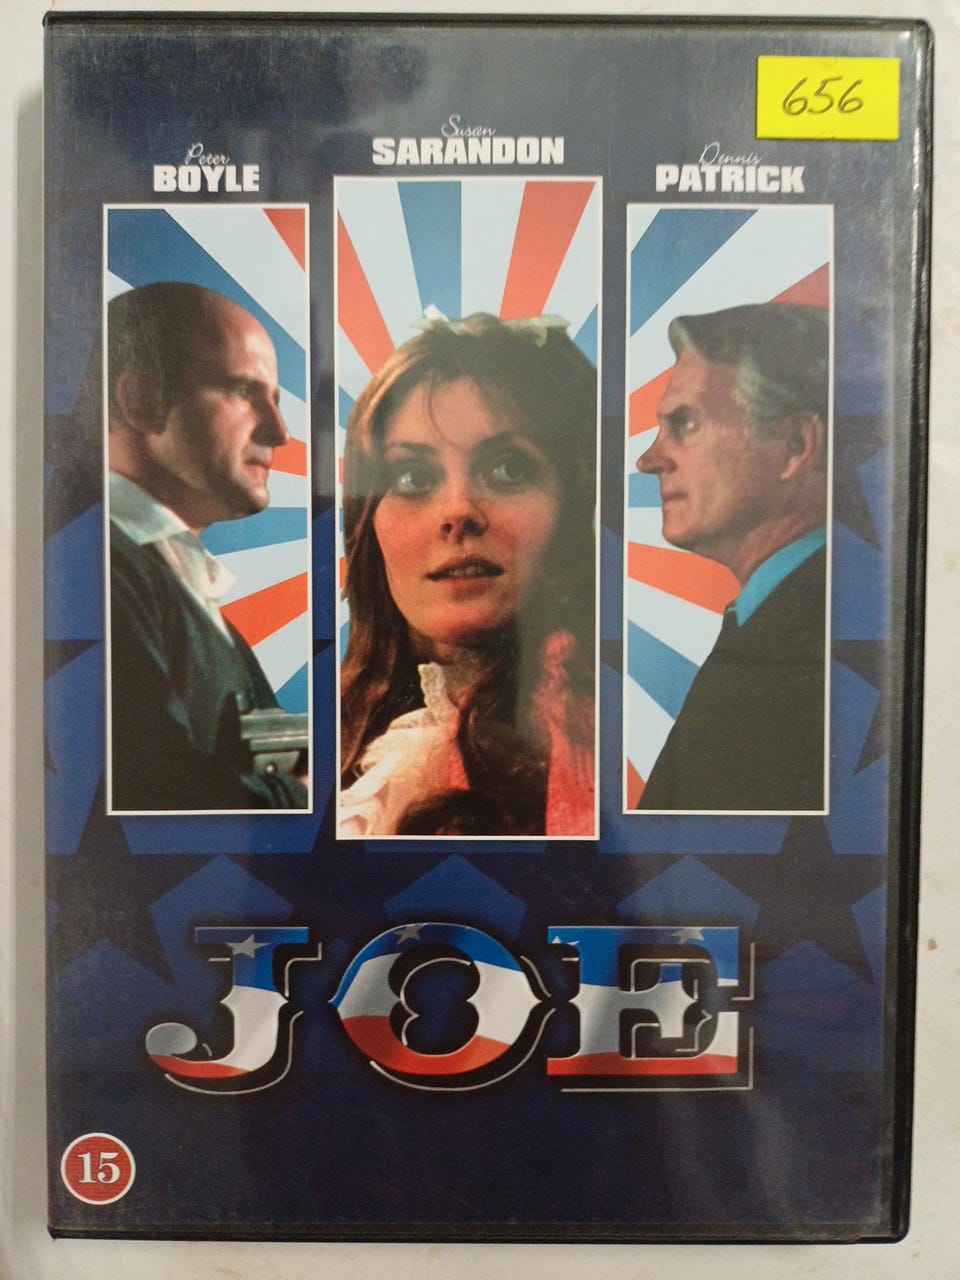 656
Susan
SARANDON
Peter
BOYLE
Dennis
PATRICK
JOE
15